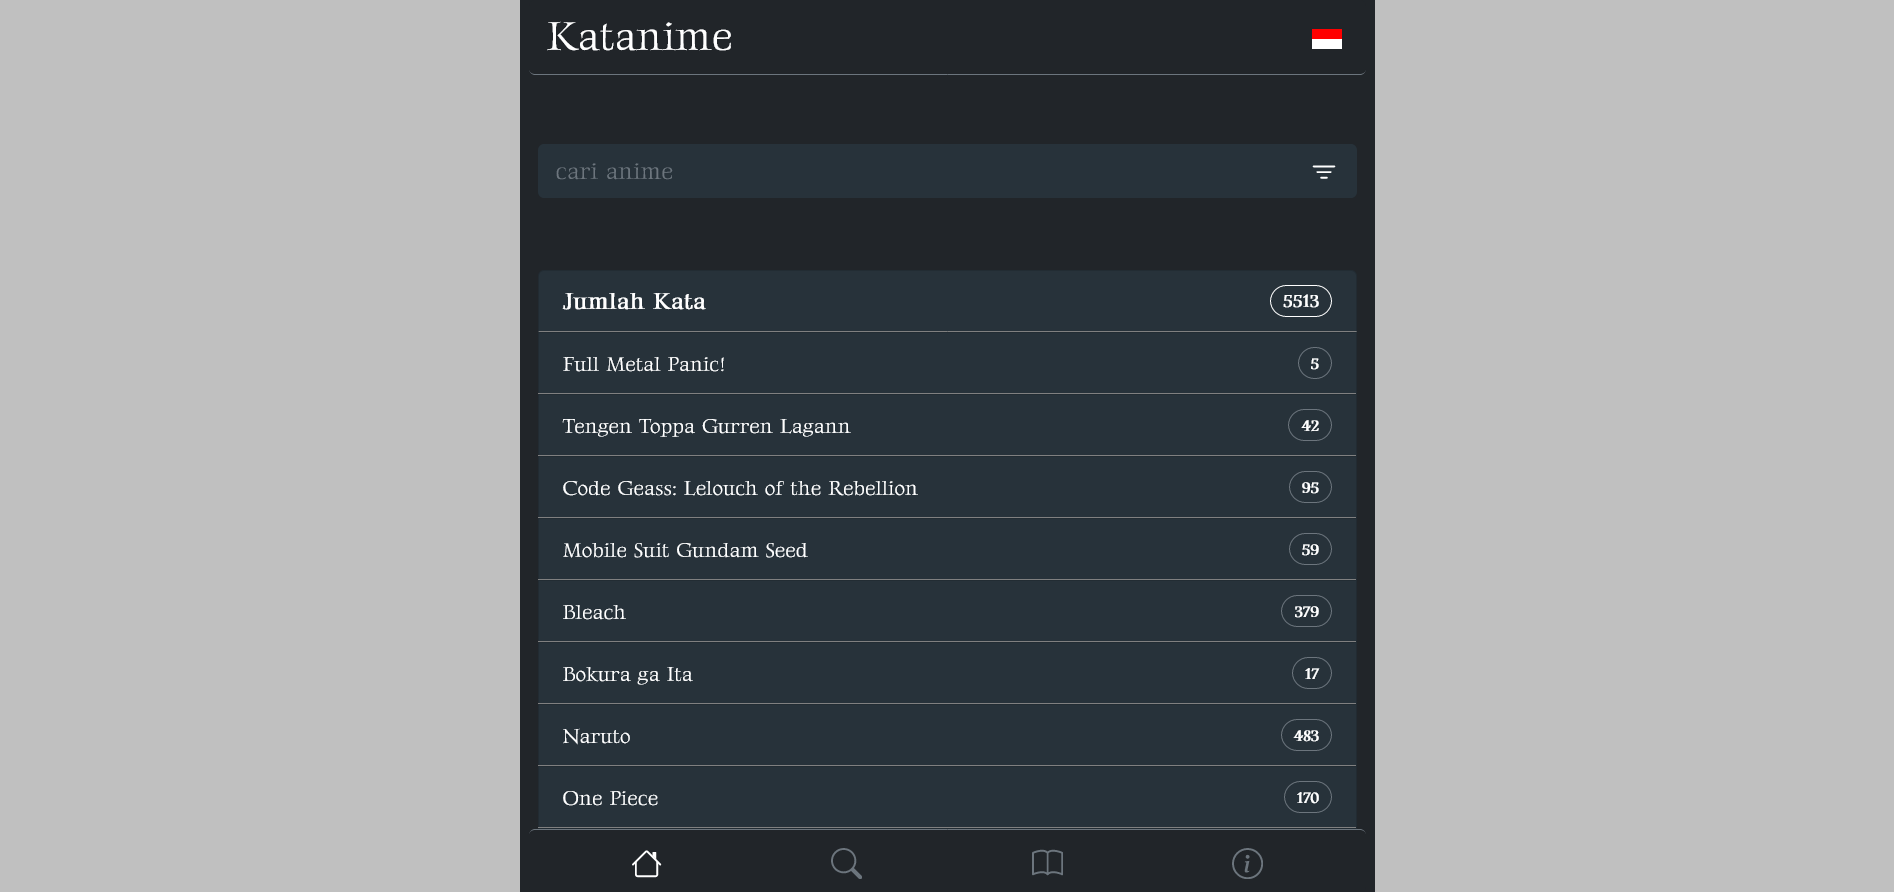 Katanime
cari anime
Jumlah Kata 5513
Full Metal Panic! 5
Tengen Toppa Gurren Lagann 42
Code Geass: Lelouch of the Rebellion 95
Mobile Suit Gundam Seed 59
Bleach 379
Bokura ga Ita 17
Naruto 483
One Piece 170